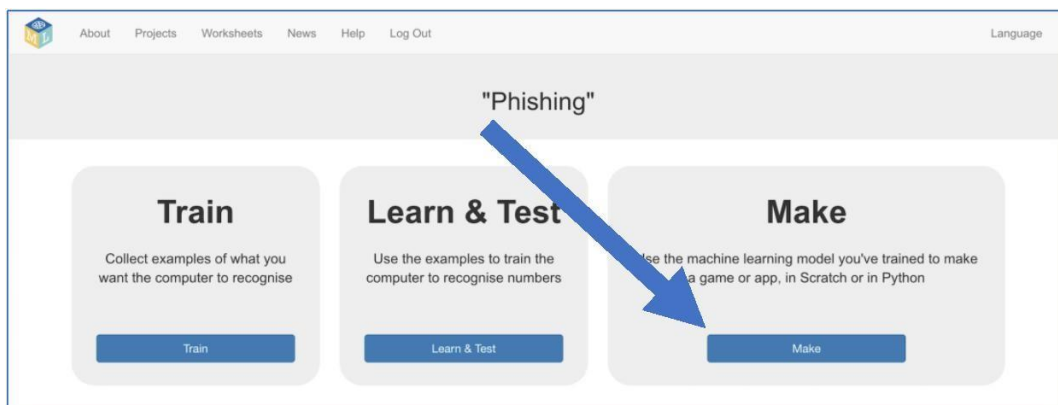 About Projects Worksheets News Help Log Out Language
"Phishing"
Train
Collect examples of what you
want the computer to recognise
Train
Learn & Test
Use the examples to train the
computer to recognise numbers
Learn & Test
Make
the machine learning model you've trained to make
a game or app, in Scratch or in Python
Make